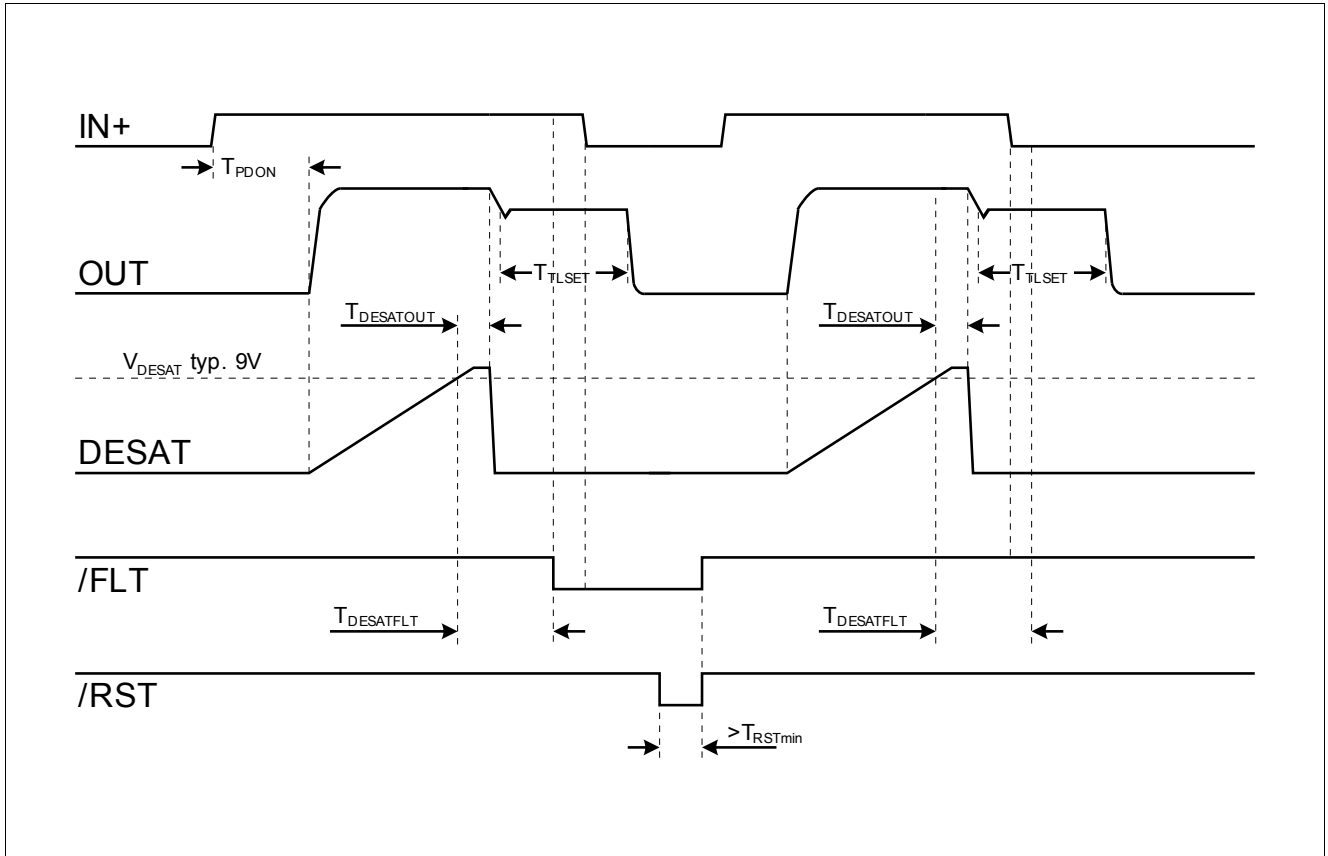 IN+
TPDON
OUT
TTLSET
TTLSET
TDESATOUT
TDESATOUT
VDESAT typ. 9V
DESAT
/FLT
TDESATFLT
TDESATFLT
/RST
>TRSTmin